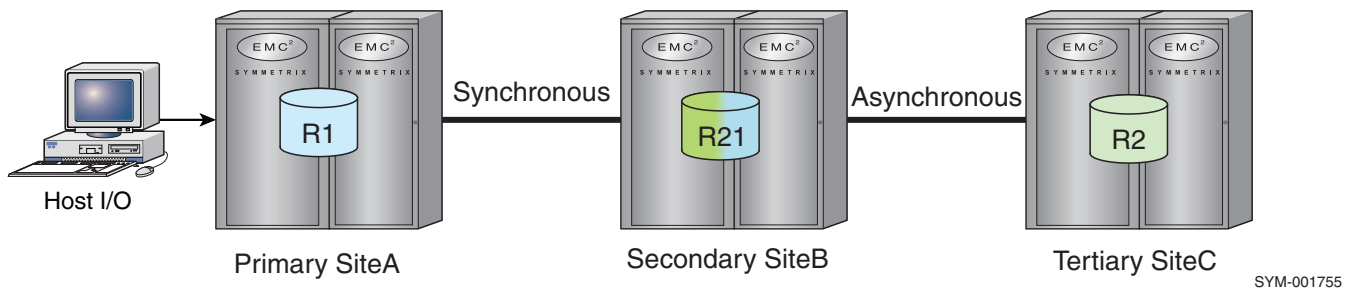 EMC²
SYMMETRIX
EMC²
SYMMETRIX
R1
Host I/O
Primary SiteA
Synchronous
EMC²
SYMMETRIX
EMC²
SYMMETRIX
R21
Secondary SiteB
Asynchronous
EMC²
SYMMETRIX
EMC²
SYMMETRIX
R2
Tertiary SiteC
SYM-001755